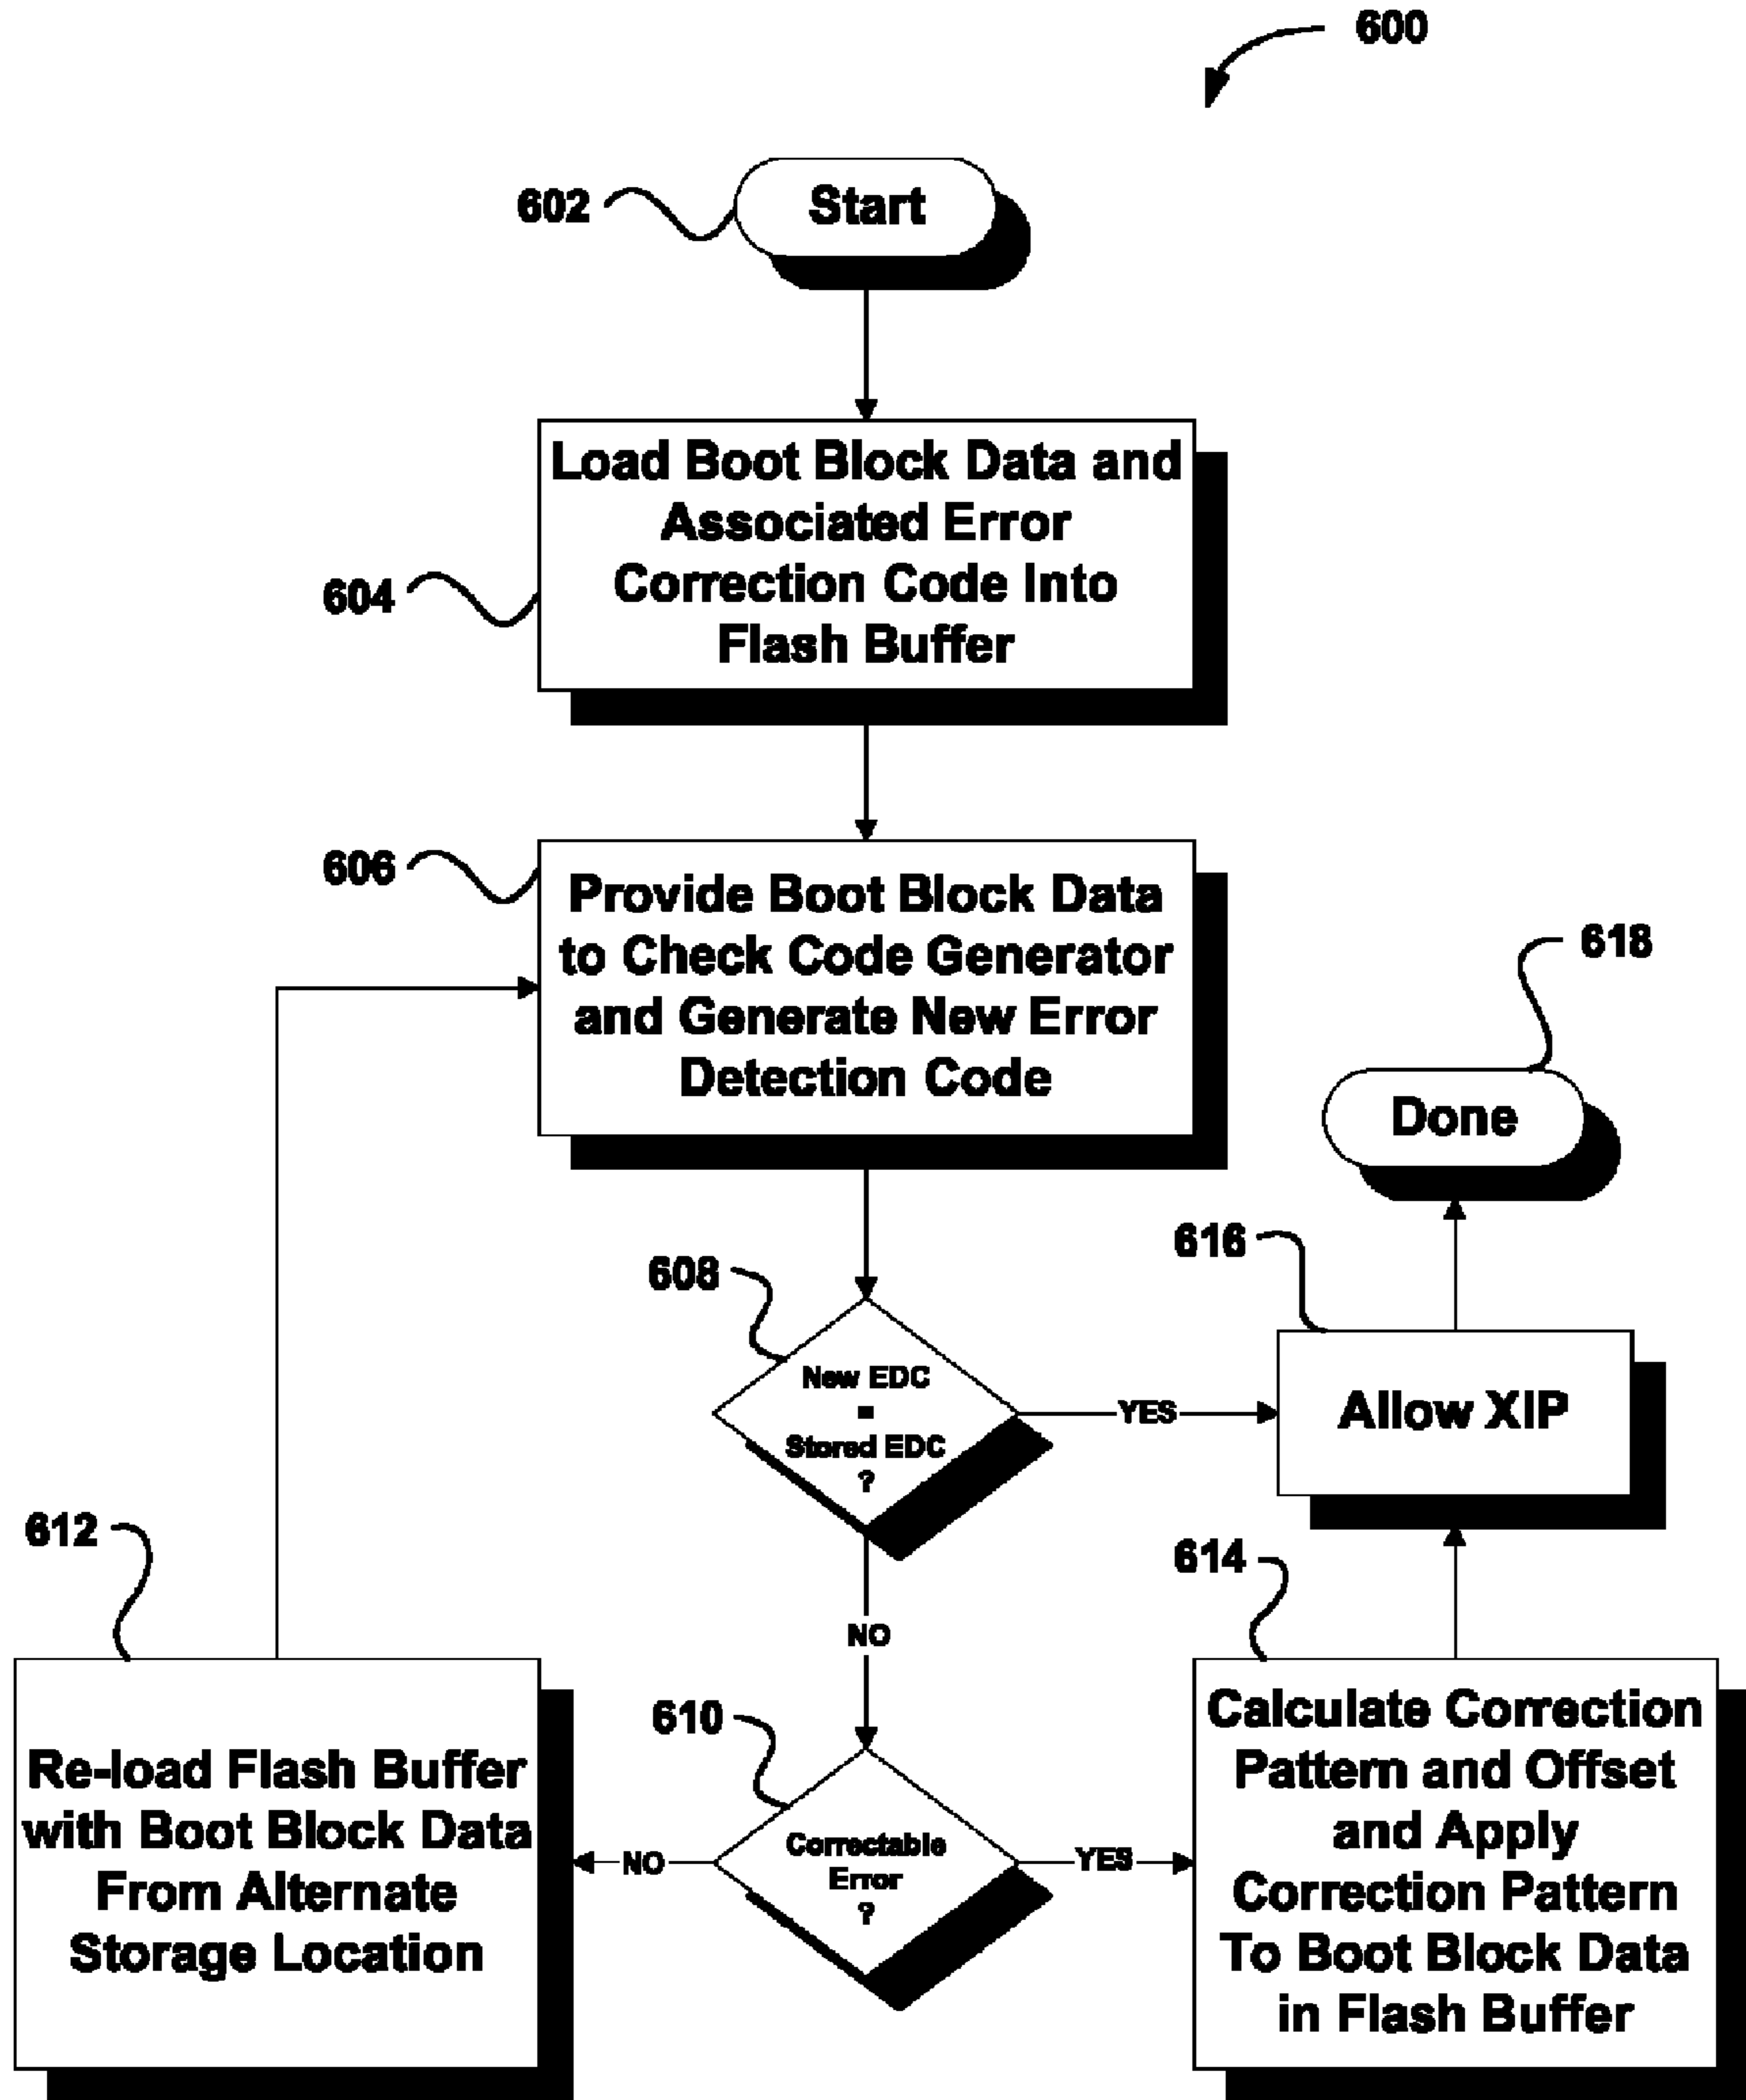 600
602
Start
Load Boot Block Data and
Associated Error
Correction Code Into
Flash Buffer
604
606
Provide Boot Block Data
to Check Code Generator
and Generate New Error
Detection Code
618
Done
608
616
New EDC
=
Stored EDC
?
YES
Allow XIP
612
NO
614
610
Re-load Flash Buffer
with Boot Block Data
From Alternate
Storage Location
NO
Correctable
Error
?
YES
Calculate Correction
Pattern and Offset
and Apply
Correction Pattern
To Boot Block Data
in Flash Buffer